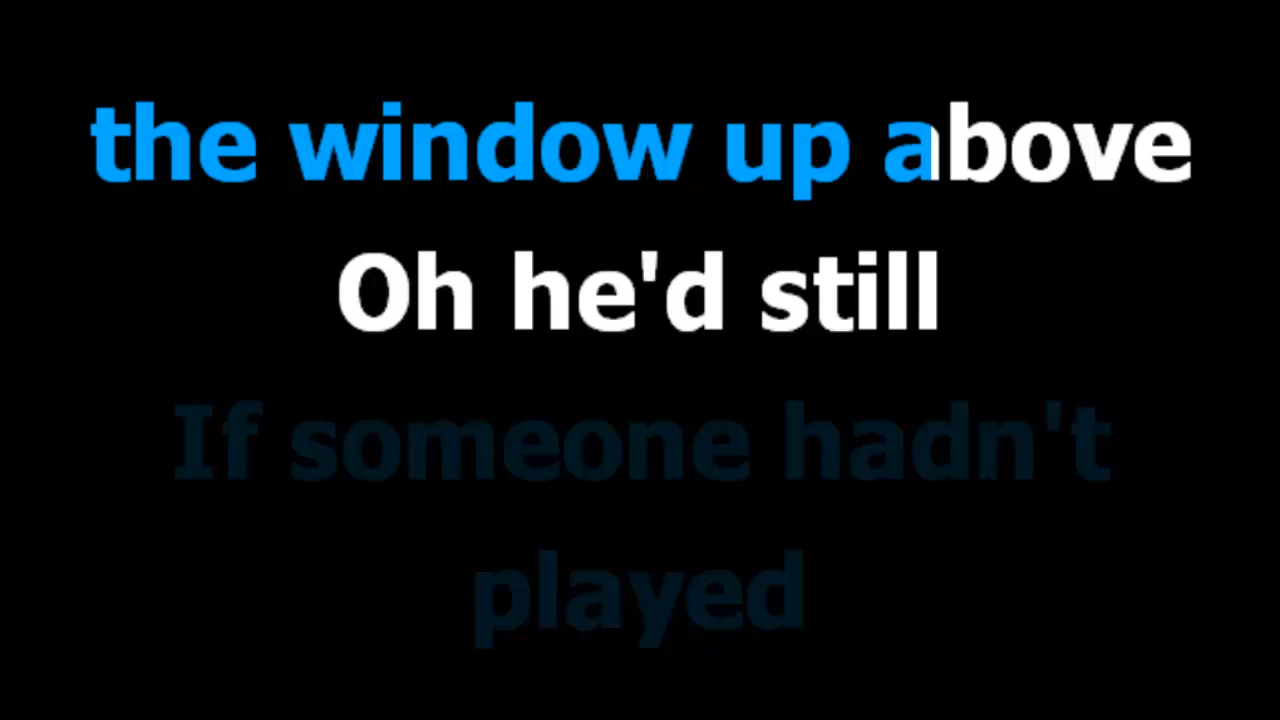 the window up above
Oh he'd still
If someone hadn't
played